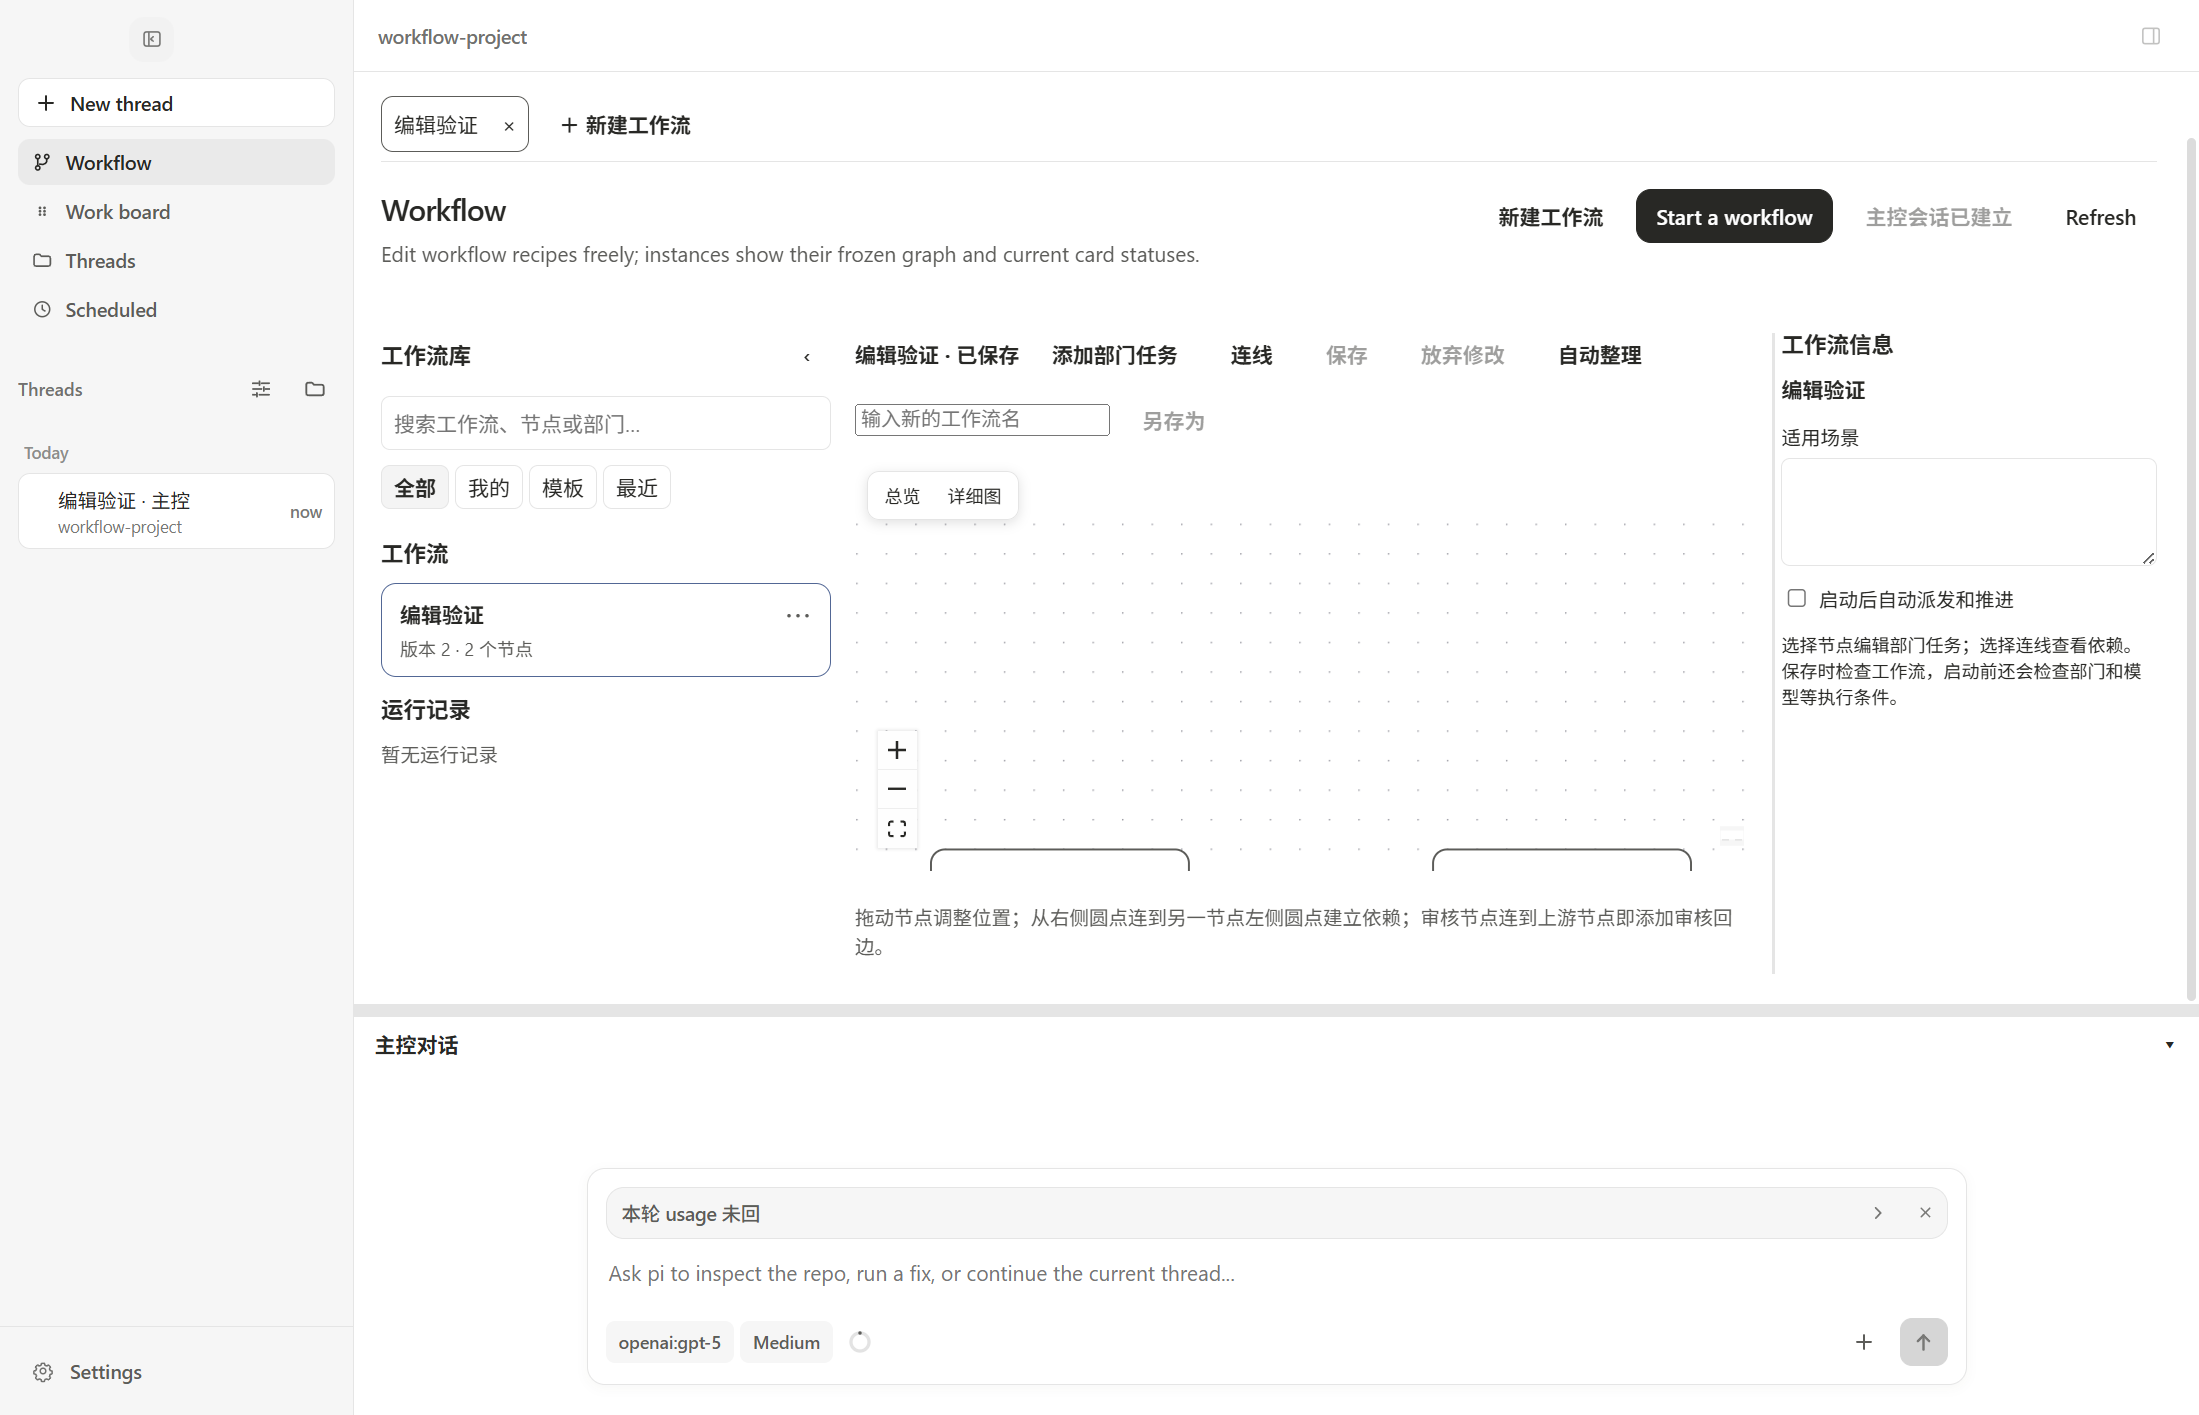 New thread
Workflow
Work board
Threads
Scheduled
Threads
Today
编辑验证 · 主控
workflow-project
now
Settings
workflow-project
编辑验证 ×
+ 新建工作流
Workflow
Edit workflow recipes freely; instances show their frozen graph and current card statuses.
新建工作流
Start a workflow
主控会话已建立
Refresh
工作流库
搜索工作流、节点或部门...
全部 我的 模板 最近
工作流
编辑验证
版本 2 · 2 个节点
运行记录
暂无运行记录
编辑验证 · 已保存 添加部门任务 连线 保存 放弃修改 自动整理
输入新的工作流名 另存为
总览 详细图
拖动节点调整位置；从右侧圆点连到另一节点左侧圆点建立依赖；审核节点连到上游节点即添加审核回
边。
工作流信息
编辑验证
适用场景
启动后自动派发和推进
选择节点编辑部门任务；选择连线查看依赖。
保存时检查工作流，启动前还会检查部门和模
型等执行条件。
主控对话
本轮 usage 未回
Ask pi to inspect the repo, run a fix, or continue the current thread...
openai:gpt-5 Medium